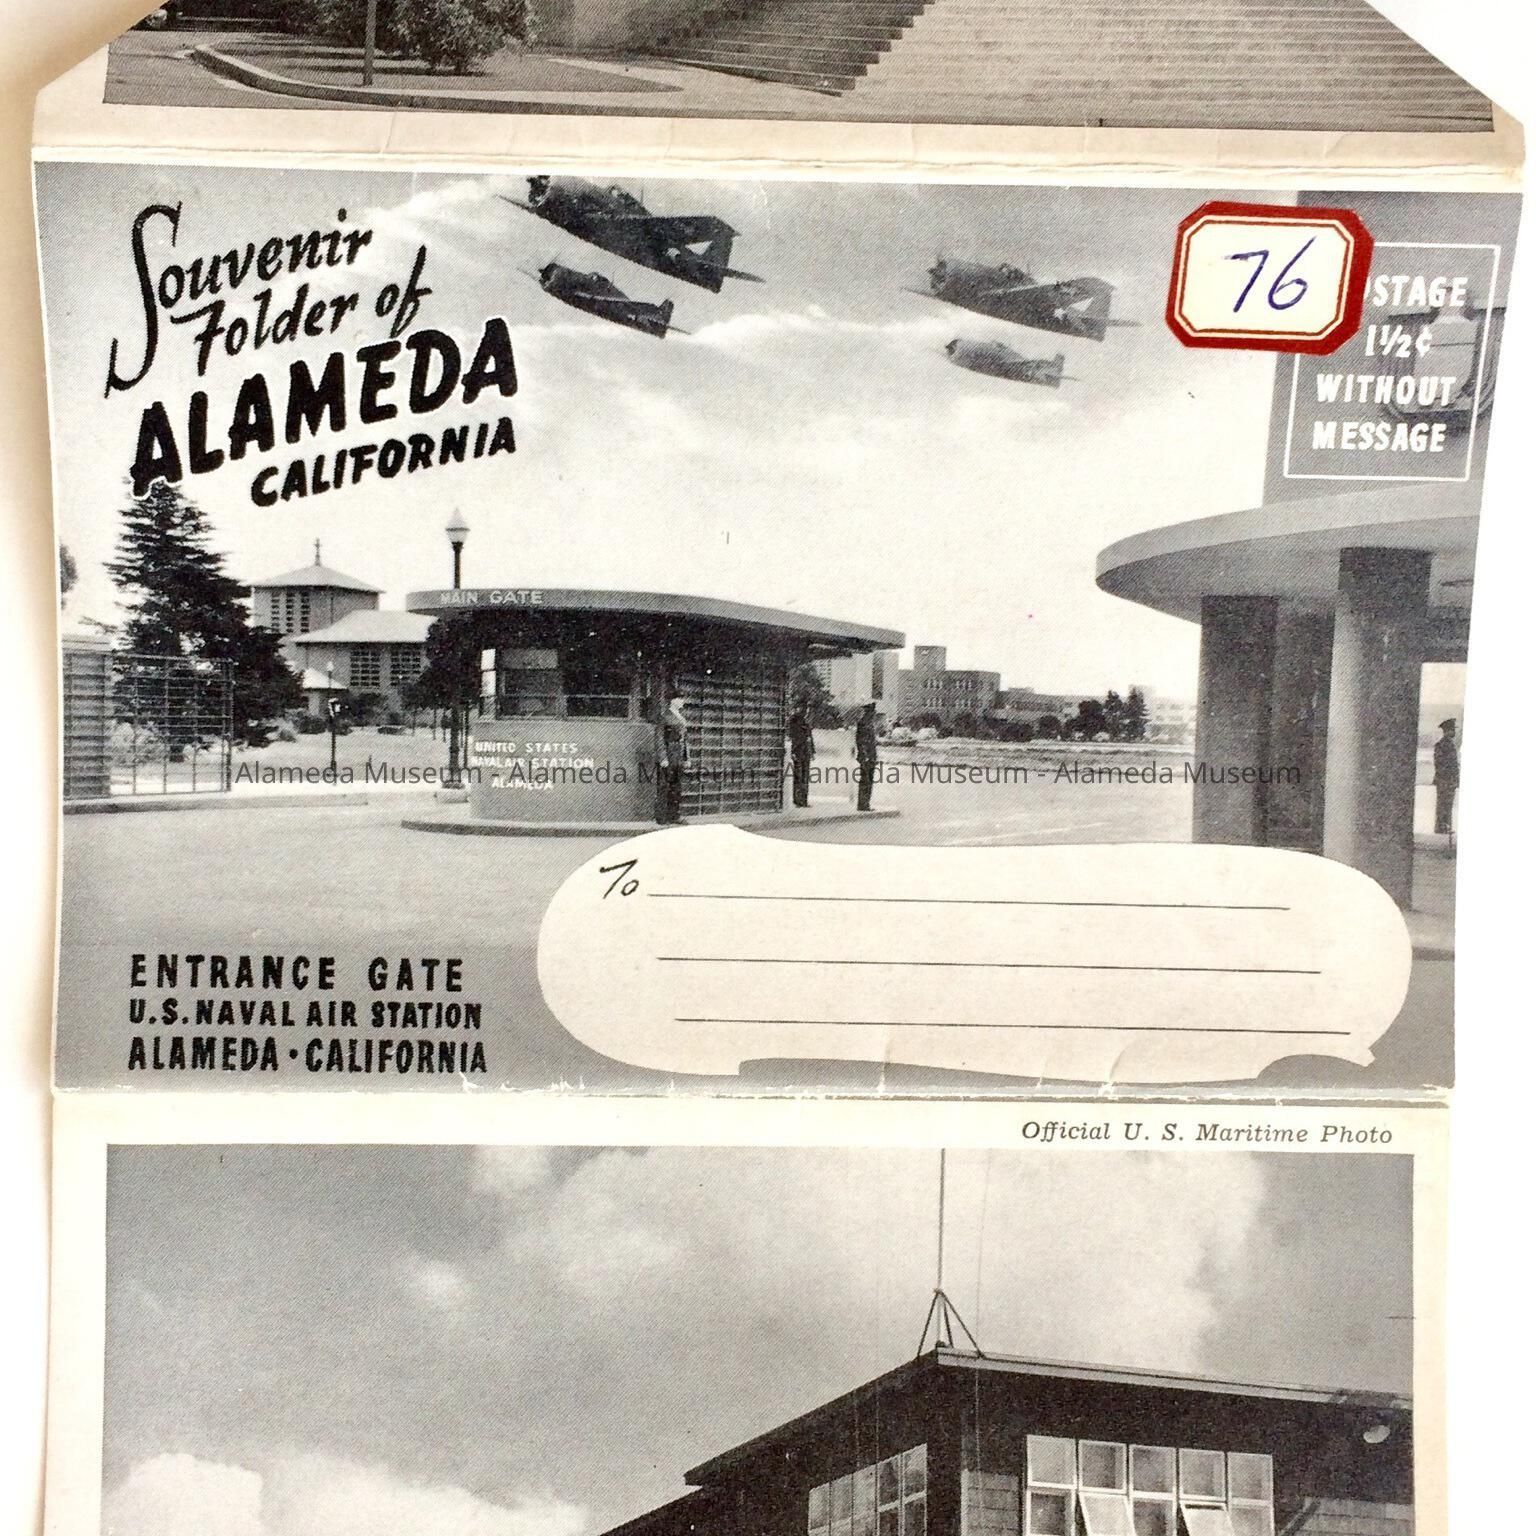 Souvenir
Folder of
ALAMEDA
CALIFORNIA
76
STAGE
1½¢
WITHOUT
MESSAGE
MAIN GATE
UNITED STATES
NAVAL AIR STATION
ALAMEDA
Alameda Museum - Alameda Museum - Alameda Museum - Alameda Museum
To
ENTRANCE GATE
U.S. NAVAL AIR STATION
ALAMEDA · CALIFORNIA
Official U. S. Maritime Photo